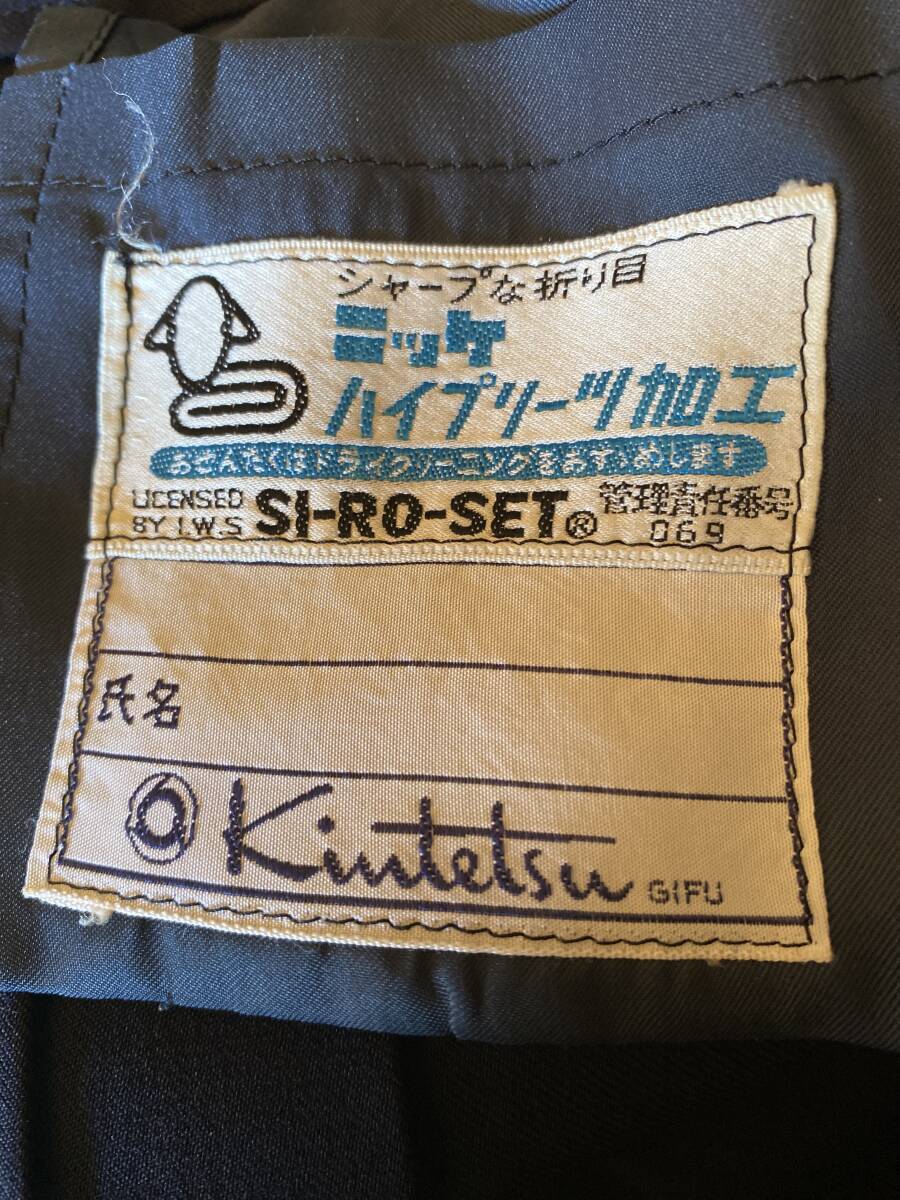 シャープな折り目
ニッケ
ハイプリーツ加工
おせんたくはドライクリーニングをおすゝめします
LICENSED
BY I.W.S
SI-RO-SET®
管理責任番号
069
氏名
Kintetsu GIFU